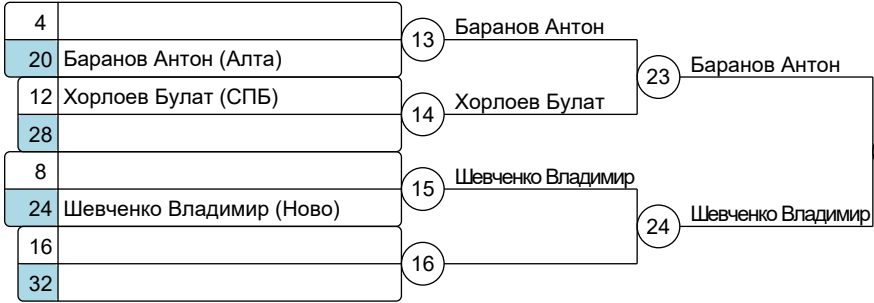 4
13
Баранов Антон
20 Баранов Антон (Алта)
23
Баранов Антон
12 Хорлоев Булат (СПБ)
14
Хорлоев Булат
28
8
15
Шевченко Владимир
24 Шевченко Владимир (Ново)
24
Шевченко Владимир
16
16
32